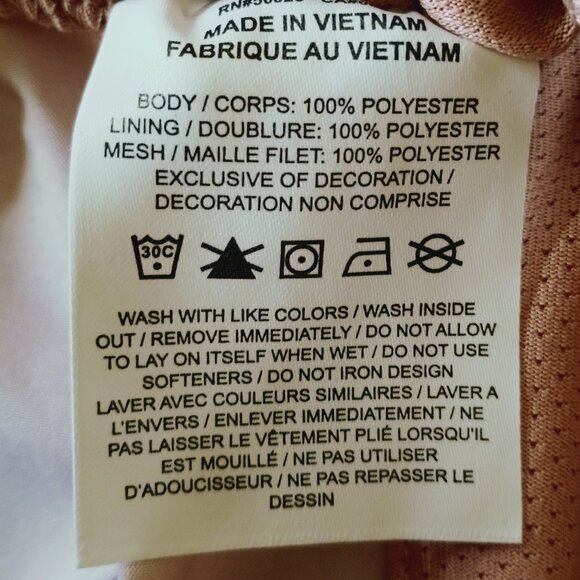 MADE IN VIETNAM
FABRIQUE AU VIETNAM
BODY / CORPS: 100% POLYESTER
LINING / DOUBLURE: 100% POLYESTER
MESH / MAILLE FILET: 100% POLYESTER
EXCLUSIVE OF DECORATION /
DECORATION NON COMPRISE
30C
WASH WITH LIKE COLORS / WASH INSIDE
OUT / REMOVE IMMEDIATELY / DO NOT ALLOW
TO LAY ON ITSELF WHEN WET / DO NOT USE
SOFTENERS / DO NOT IRON DESIGN
LAVER AVEC COULEURS SIMILAIRES / LAVER A
L'ENVERS / ENLEVER IMMEDIATEMENT / NE
PAS LAISSER LE VÊTEMENT PLIÉ LORSQU'IL
EST MOUILLÉ / NE PAS UTILISER
D'ADOUCISSEUR / NE PAS REPASSER LE
DESSIN